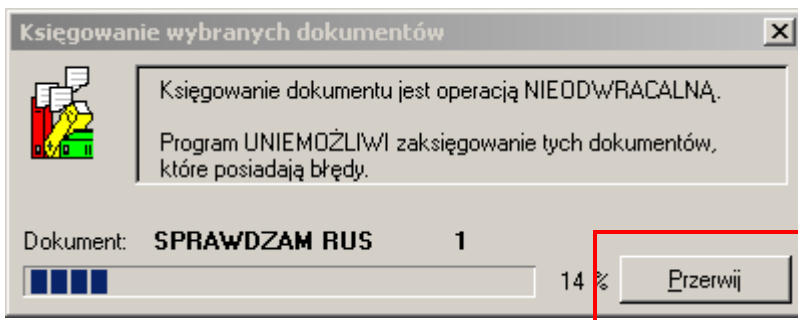 Księgowanie wybranych dokumentów
Księgowanie dokumentu jest operacją NIEODWRACALNĄ.
Program UNIEMOŻLIWI zaksięgowanie tych dokumentów,
które posiadają błędy.
Dokument: SPRAWDZAM RUS 1
14 % Przerwij